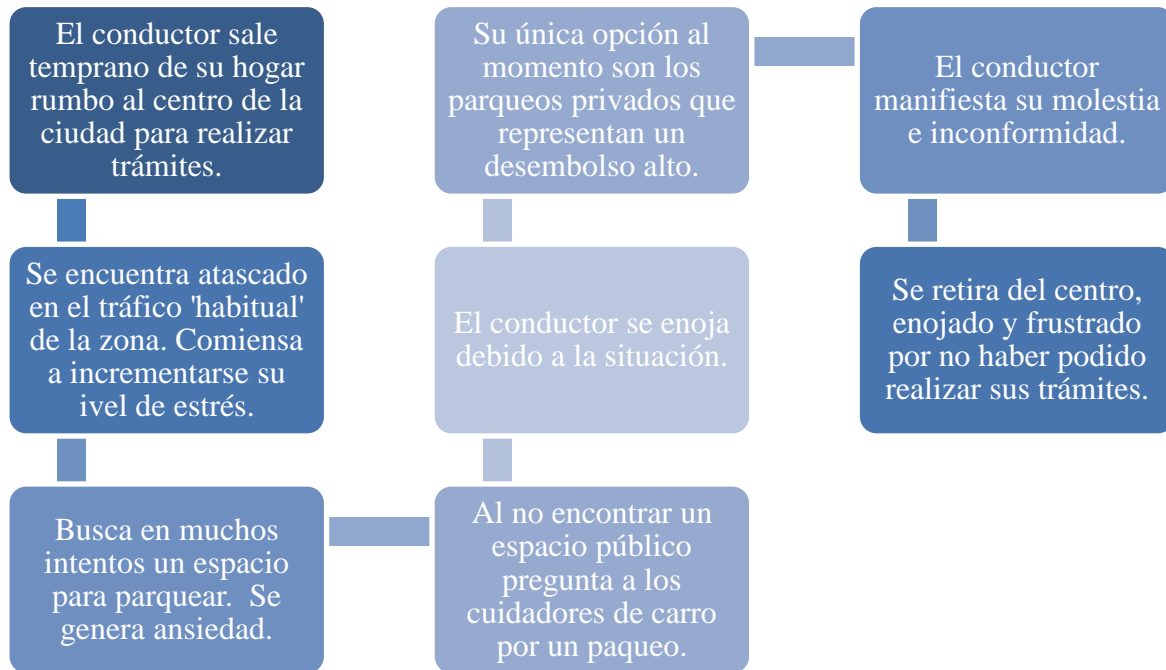 El conductor sale
temprano de su hogar
rumbo al centro de la
ciudad para realizar
trámites.
Se encuentra atascado
en el tráfico 'habitual'
de la zona. Comiensa
a incrementarse su
ivel de estrés.
Busca en muchos
intentos un espacio
para parquear. Se
genera ansiedad.
Al no encontrar un
espacio público
pregunta a los
cuidadores de carro
por un paqueo.
El conductor se enoja
debido a la situación.
Su única opción al
momento son los
parqueos privados que
representan un
desembolso alto.
El conductor
manifiesta su molestia
e inconformidad.
Se retira del centro,
enojado y frustrado
por no haber podido
realizar sus trámites.